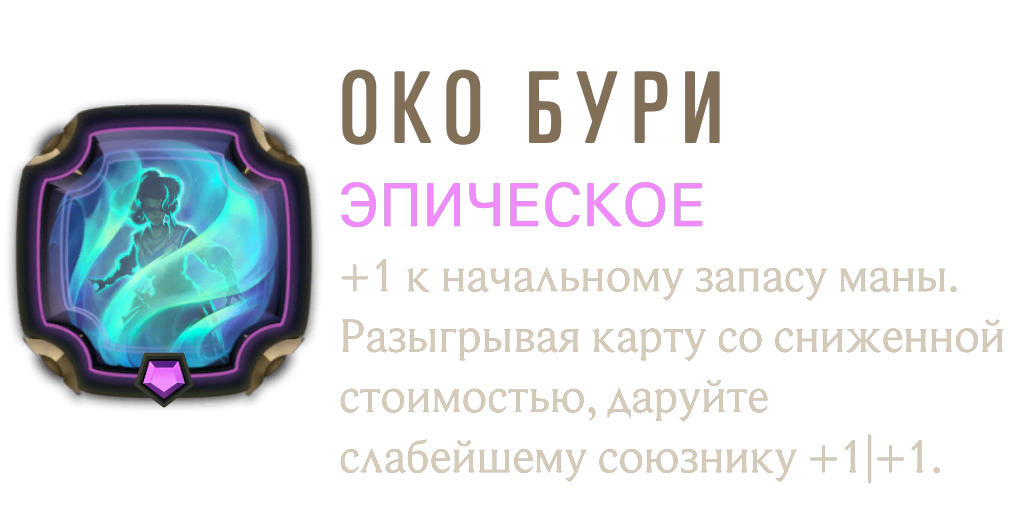 ОКО БУРИ
ЭПИЧЕСКОЕ
+1 к начальному запасу маны.
Разыгрывая карту со сниженной
стоимостью, даруйте
слабейшему союзнику +1|+1.